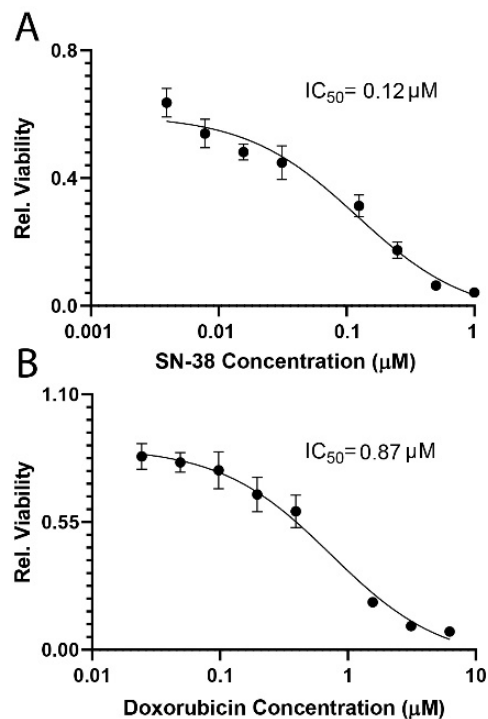 A
0.8
0.4
0.0
Rel. Viability
IC₅₀= 0.12 μM
0.001 0.01 0.1 1
SN-38 Concentration (μM)
B
1.10
0.55
0.00
Rel. Viability
IC₅₀= 0.87 μM
0.01 0.1 1 10
Doxorubicin Concentration (μM)